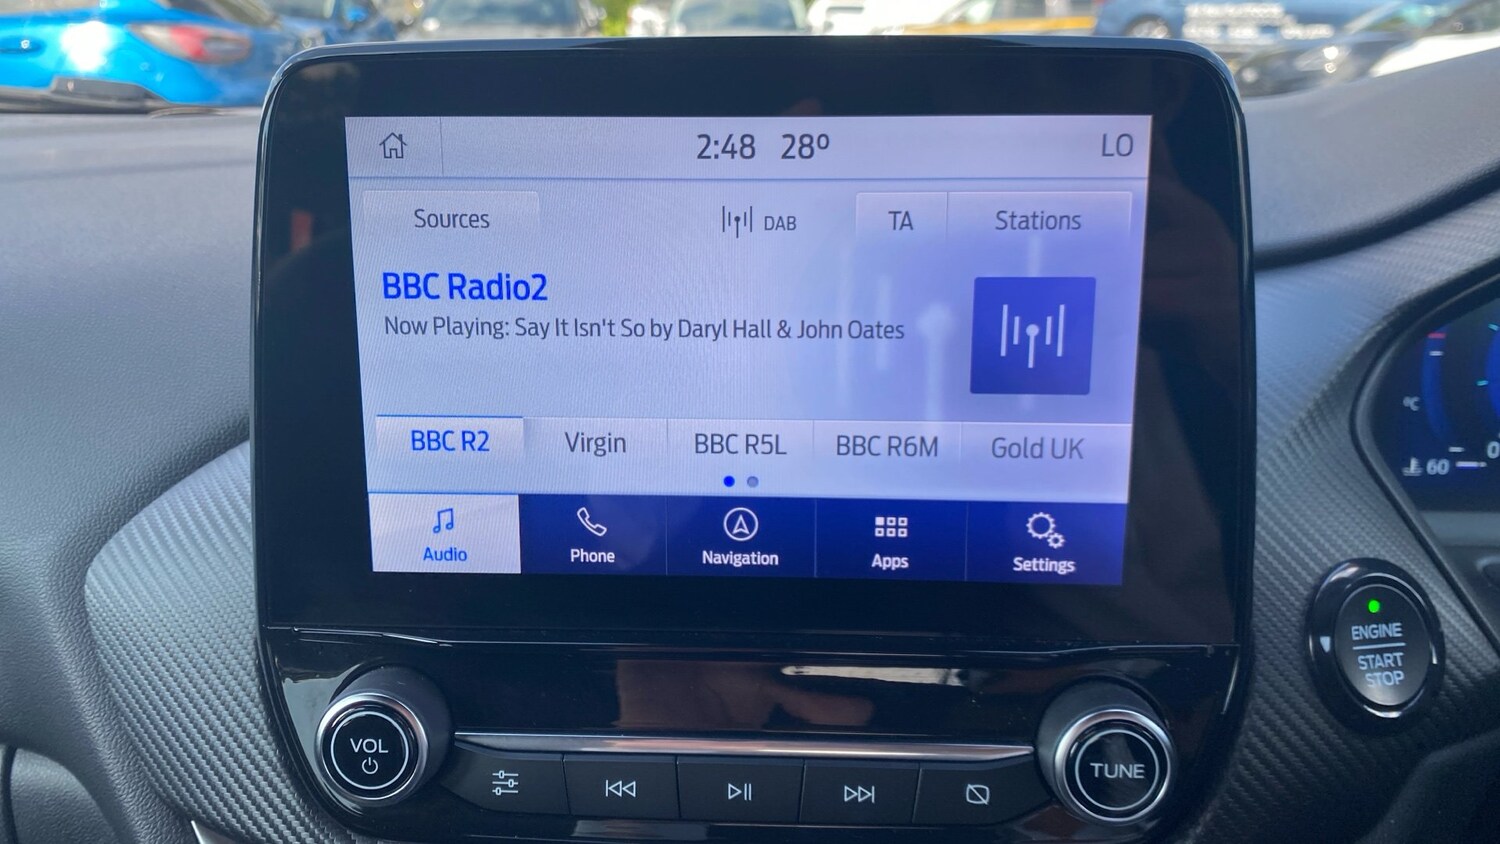 2:48 28º LO
Sources DAB TA Stations
BBC Radio2
Now Playing: Say It Isn't So by Daryl Hall & John Oates
BBC R2 Virgin BBC R5L BBC R6M Gold UK
Audio Phone Navigation Apps Settings
°C
60
ENGINE
START
STOP
VOL
TUNE